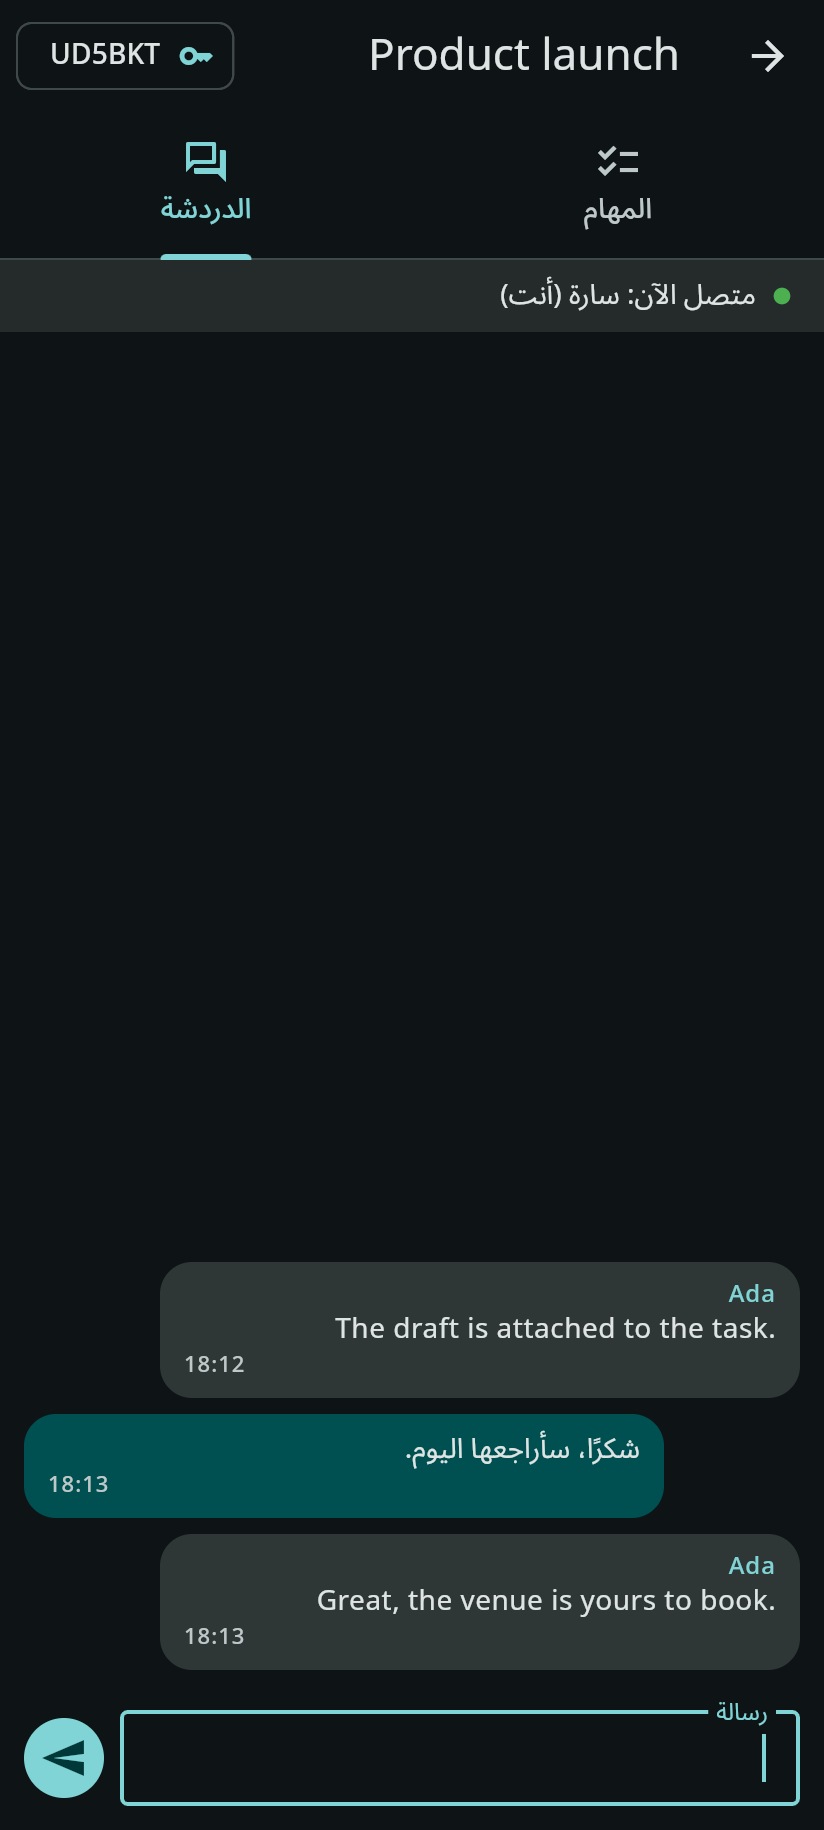 Product launch
UD5BKT
المهام
الدردشة
متصل الآن: سارة (أنت)
Ada
The draft is attached to the task.
18:12
شكرًا، سأراجعها اليوم.
18:13
Ada
Great, the venue is yours to book.
18:13
رسالة